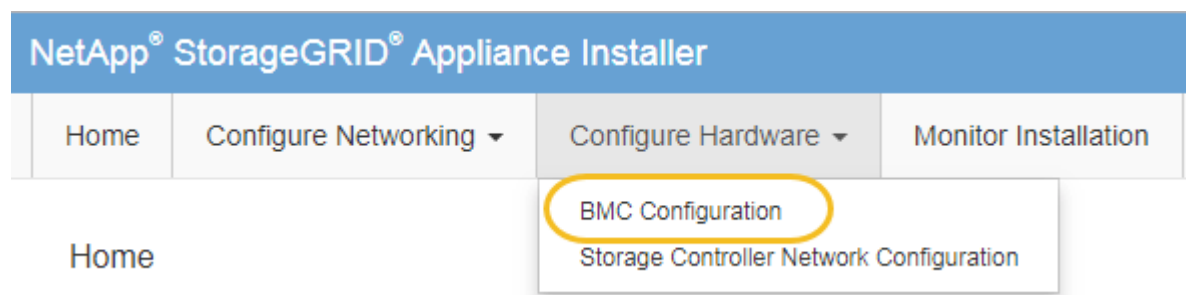 NetApp® StorageGRID® Appliance Installer
Home Configure Networking Configure Hardware Monitor Installation
BMC Configuration
Home
Storage Controller Network Configuration